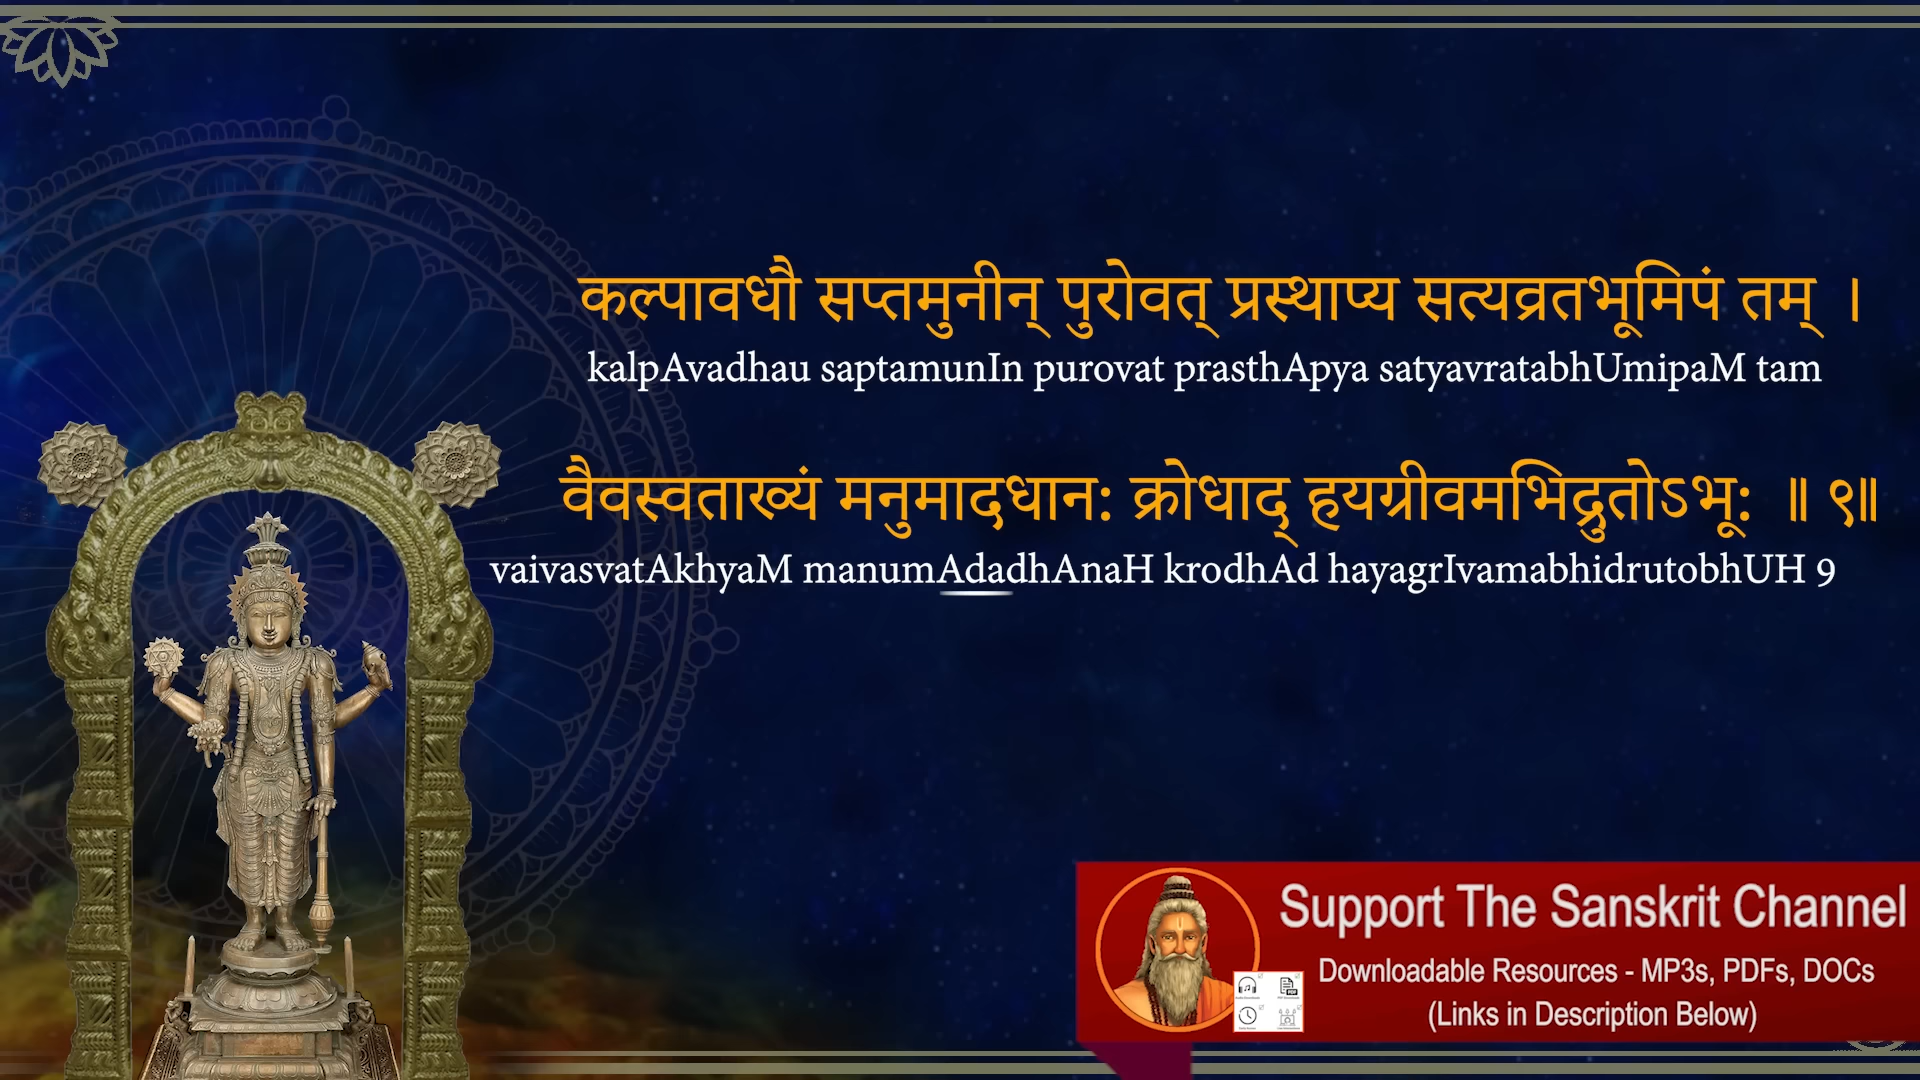 कल्पावधौ सप्तमुनीन् पुरोवत् प्रस्थाप्य सत्यव्रतभूमिपं तम् ।
kalpAvadhau saptamunIn purovat prasthApya satyavratabhUmipaM tam
वैवस्वताख्यं मनुमादधानः क्रोधाद् हयग्रीवमभिद्रुतोऽभूः ॥ ९॥
vaivasvatAkhyaM manumAdadhAnaH krodhAd hayagrIvamabhidrutobhUH 9
Support The Sanskrit Channel
Downloadable Resources - MP3s, PDFs, DOCs
(Links in Description Below)